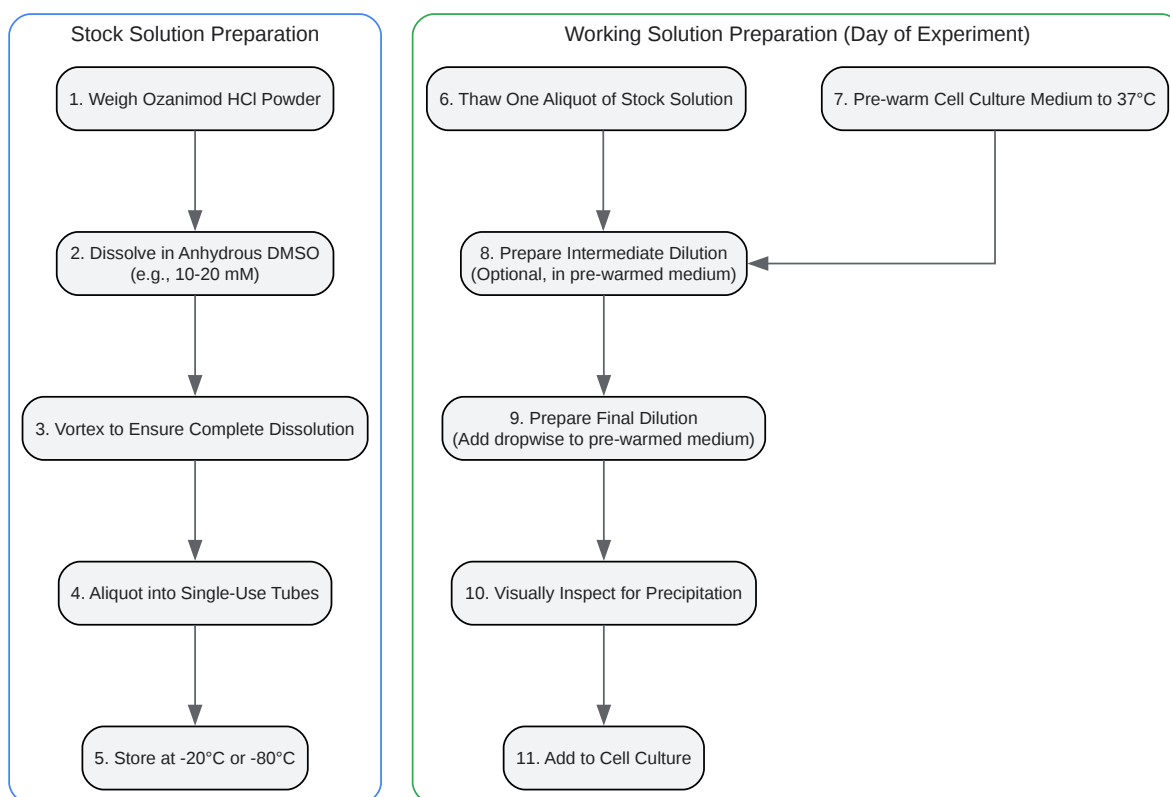 Stock Solution Preparation
1. Weigh Ozanimod HCl Powder
2. Dissolve in Anhydrous DMSO
(e.g., 10-20 mM)
3. Vortex to Ensure Complete Dissolution
4. Aliquot into Single-Use Tubes
5. Store at -20°C or -80°C
Working Solution Preparation (Day of Experiment)
6. Thaw One Aliquot of Stock Solution
7. Pre-warm Cell Culture Medium to 37°C
8. Prepare Intermediate Dilution
(Optional, in pre-warmed medium)
9. Prepare Final Dilution
(Add dropwise to pre-warmed medium)
10. Visually Inspect for Precipitation
11. Add to Cell Culture